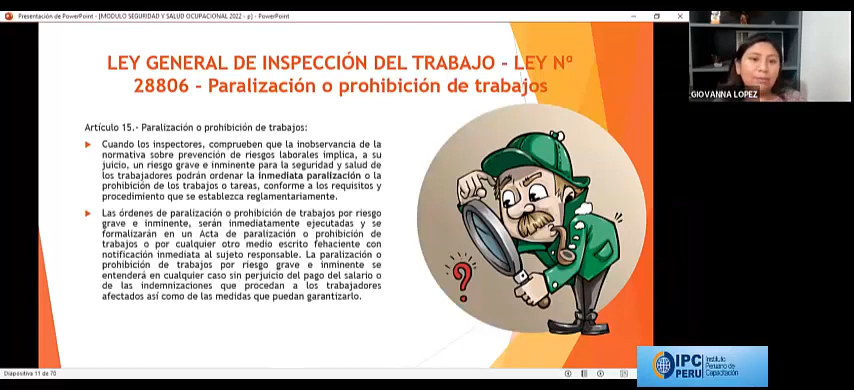 Presentación de PowerPoint - [MODULO SEGURIDAD Y SALUD OCUPACIONAL 2022 - p] - PowerPoint
LEY GENERAL DE INSPECCIÓN DEL TRABAJO - LEY Nº
28806 - Paralización o prohibición de trabajos
GIOVANNA LOPEZ
Artículo 15.- Paralización o prohibición de trabajos:
Cuando los inspectores, comprueben que la inobservancia de la
normativa sobre prevención de riesgos laborales implica, a su
juicio, un riesgo grave e inminente para la seguridad y salud de
los trabajadores podrán ordenar la inmediata paralización o la
prohibición de los trabajos o tareas, conforme a los requisitos y
procedimiento que se establezca reglamentariamente.
Las órdenes de paralización o prohibición de trabajos por riesgo
grave e inminente, serán inmediatamente ejecutadas y se
formalizarán en un Acta de paralización o prohibición de
trabajos o por cualquier otro medio escrito fehaciente con
notificación inmediata al sujeto responsable. La paralización o
prohibición de trabajos por riesgo grave e inminente se
entenderá en cualquier caso sin perjuicio del pago del salario o
de las indemnizaciones que procedan a los trabajadores
afectados así como de las medidas que puedan garantizarlo.
?
Diapositiva 11 de 70
IPC
PERU
Instituto
Peruano de
Capacitación